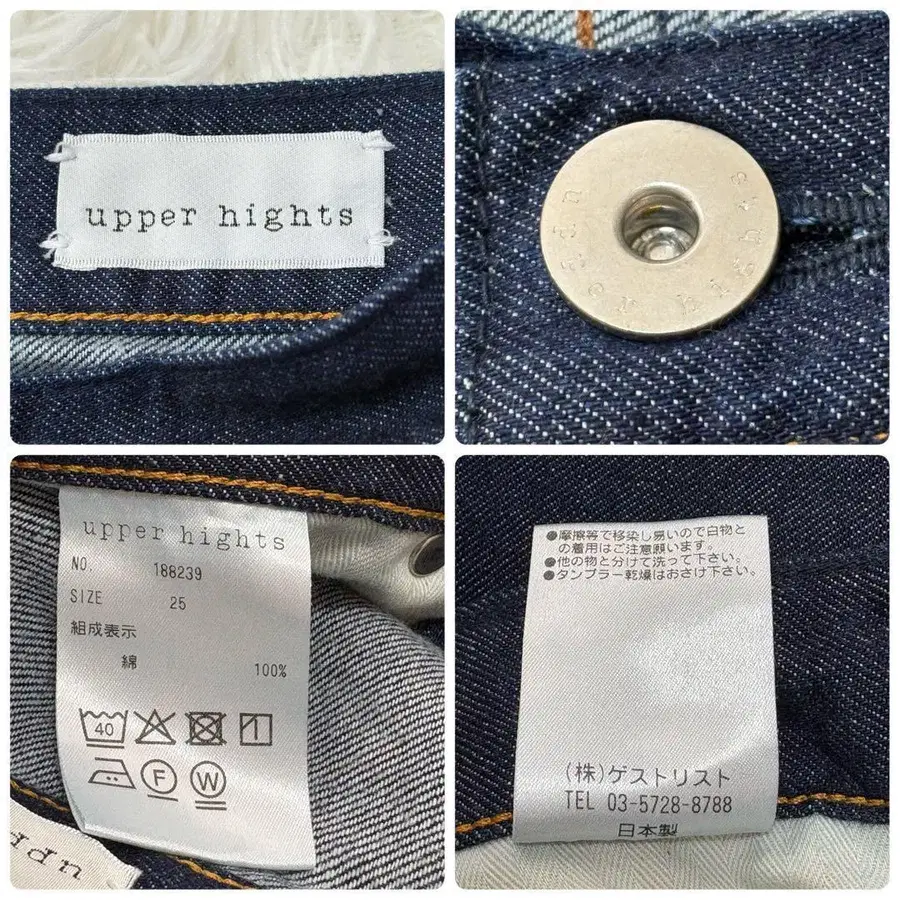 upper hights
upper hights
upper hights
NO. 188239
SIZE 25
組成表示
綿 100%
40
F W
upp
●摩擦等で移染し易いので白物と
の着用はご注意願います。
●他の物と分けて洗って下さい。
●タンブラー乾燥はおさけ下さい。
(株)ゲストリスト
TEL 03-5728-8788
日本製